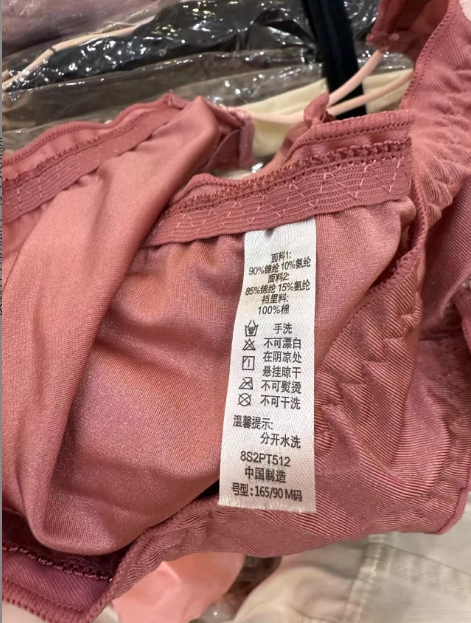 面料1:
90%锦纶 10%氨纶
面料2:
85%锦纶 15%氨纶
裆里料:
100%棉
手洗
不可漂白
在阴凉处
悬挂晾干
不可熨烫
不可干洗
温馨提示:
分开水洗
8S2PT512
中国制造
号型:165/90 M码